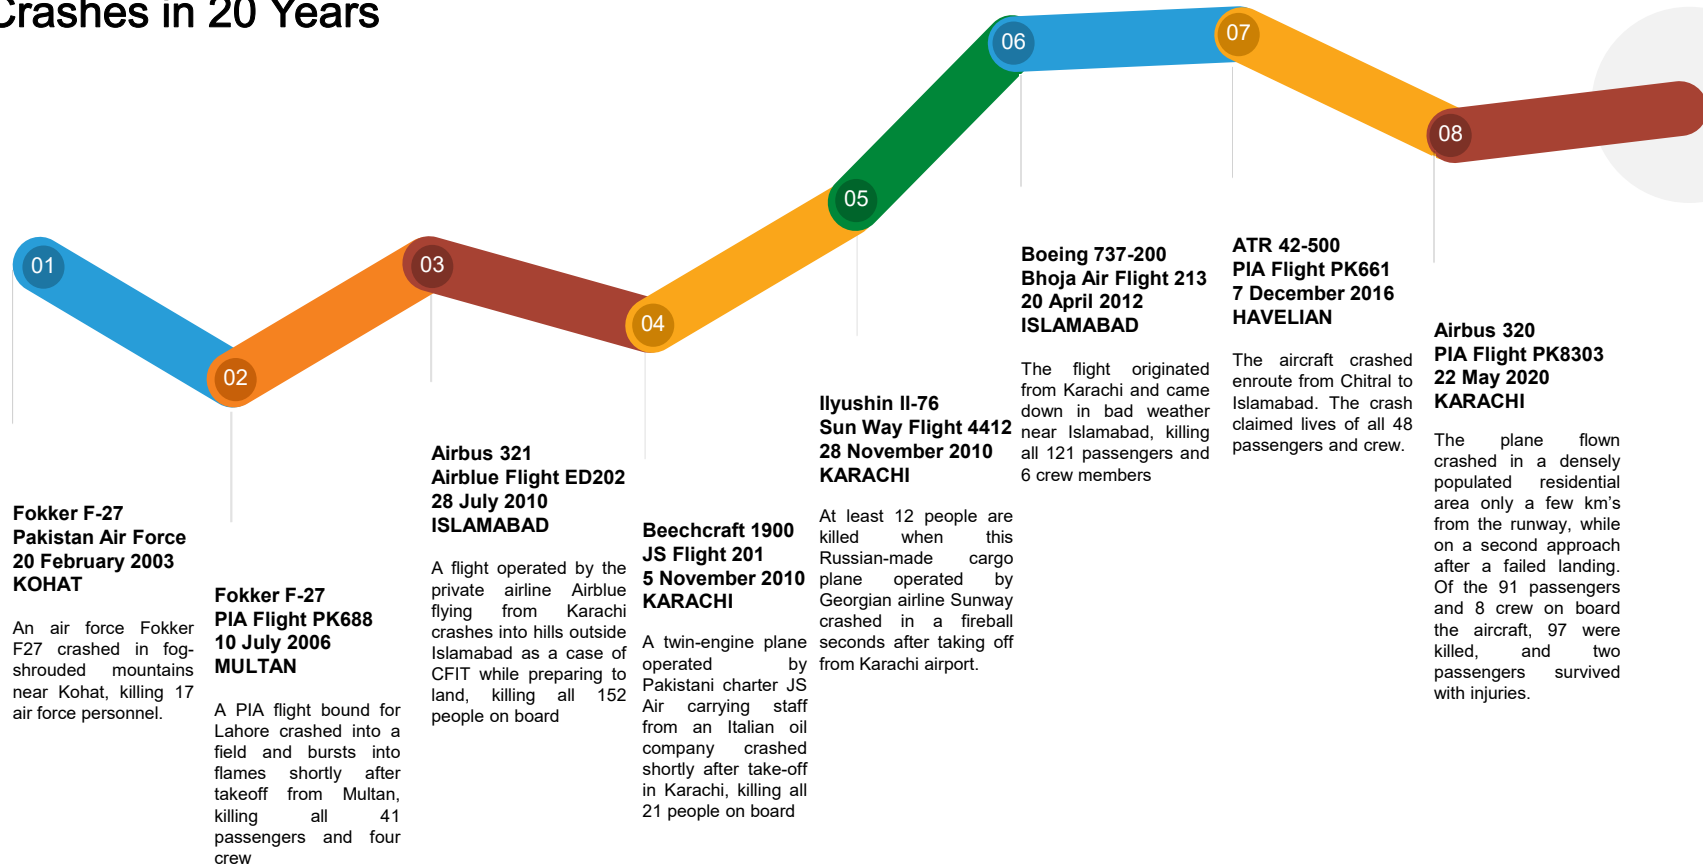 Crashes in 20 Years
01
02
03
04
05
06
07
08
Fokker F-27
Pakistan Air Force
20 February 2003
KOHAT
An air force Fokker
F27 crashed in fog-
shrouded mountains
near Kohat, killing 17
air force personnel.
Fokker F-27
PIA Flight PK688
10 July 2006
MULTAN
A PIA flight bound for
Lahore crashed into a
field and bursts into
flames shortly after
takeoff from Multan,
killing all 41
passengers and four
crew
Airbus 321
Airblue Flight ED202
28 July 2010
ISLAMABAD
A flight operated by the
private airline Airblue
flying from Karachi
crashes into hills outside
Islamabad as a case of
CFIT while preparing to
land, killing all 152
people on board
Beechcraft 1900
JS Flight 201
5 November 2010
KARACHI
A twin-engine plane
operated by
Pakistani charter JS
Air carrying staff
from an Italian oil
company crashed
shortly after take-off
in Karachi, killing all
21 people on board
Ilyushin Il-76
Sun Way Flight 4412
28 November 2010
KARACHI
At least 12 people are
killed when this
Russian-made cargo
plane operated by
Georgian airline Sunway
crashed in a fireball
seconds after taking off
from Karachi airport.
Boeing 737-200
Bhoja Air Flight 213
20 April 2012
ISLAMABAD
The flight originated
from Karachi and came
down in bad weather
near Islamabad, killing
all 121 passengers and
6 crew members
ATR 42-500
PIA Flight PK661
7 December 2016
HAVELIAN
The aircraft crashed
enroute from Chitral to
Islamabad. The crash
claimed lives of all 48
passengers and crew.
Airbus 320
PIA Flight PK8303
22 May 2020
KARACHI
The plane flown
crashed in a densely
populated residential
area only a few km's
from the runway, while
on a second approach
after a failed landing.
Of the 91 passengers
and 8 crew on board
the aircraft, 97 were
killed, and two
passengers survived
with injuries.